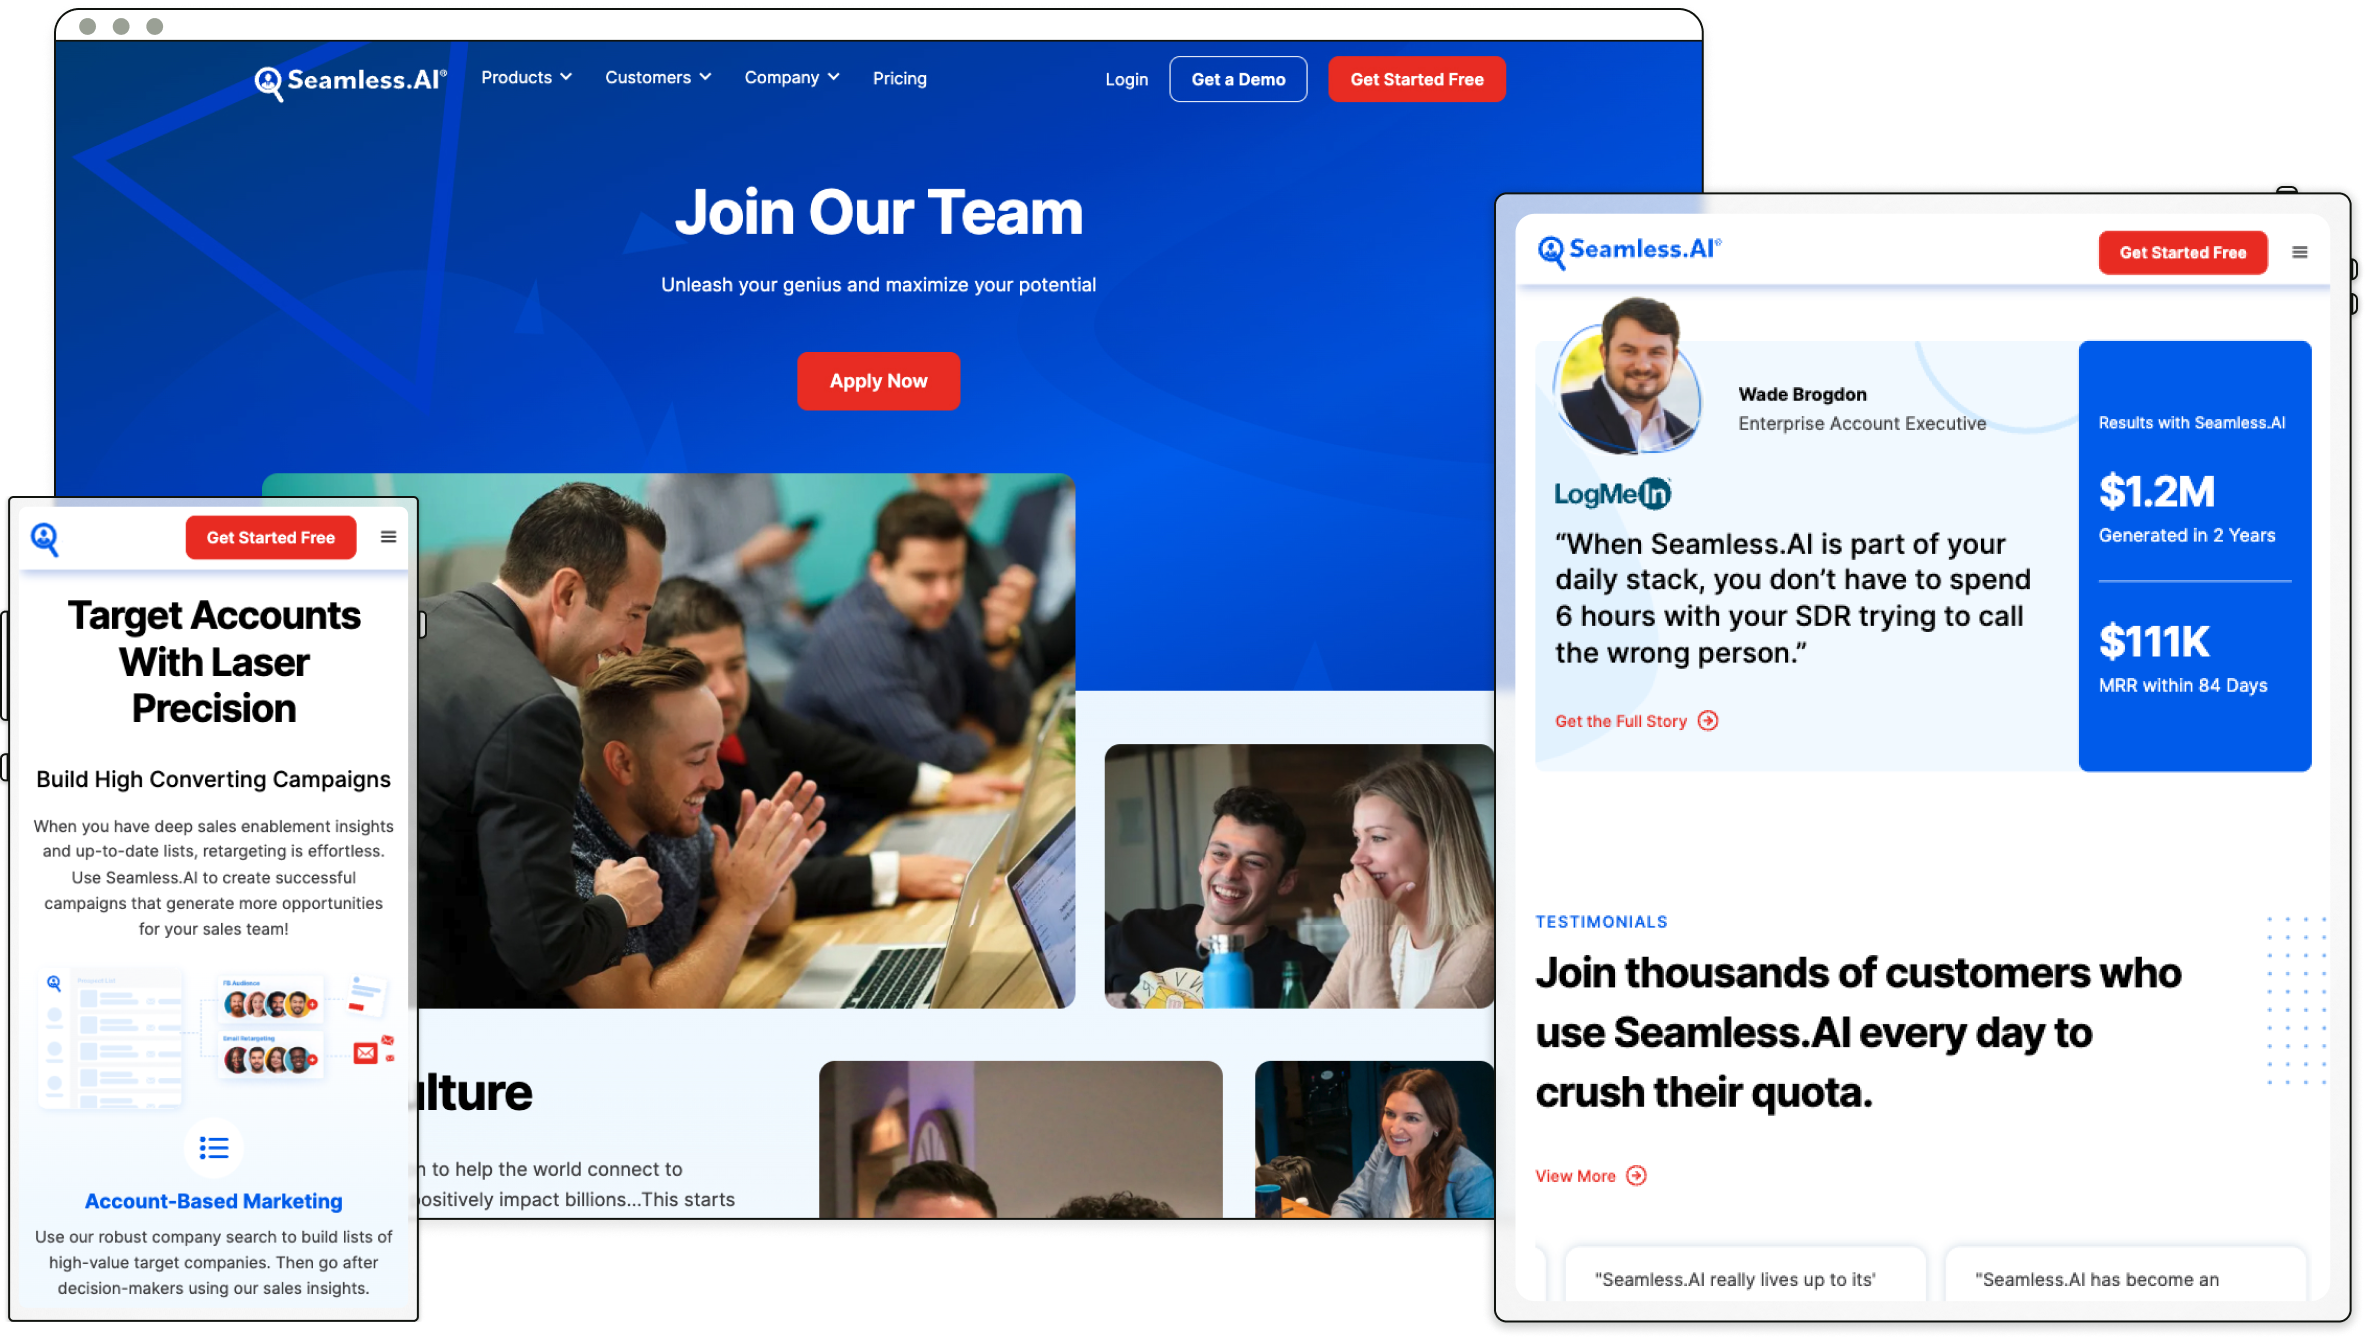 Seamless.AI®
Products
Customers
Company
Pricing
Login
Get a Demo
Get Started Free
Join Our Team
Unleash your genius and maximize your potential
Apply Now
ulture
to help the world connect to
positively impact billions...This starts
Get Started Free
Target Accounts
With Laser
Precision
Build High Converting Campaigns
When you have deep sales enablement insights
and up-to-date lists, retargeting is effortless.
Use Seamless.AI to create successful
campaigns that generate more opportunities
for your sales team!
Prospect List
FB Audience
Email Retargeting
Account-Based Marketing
Use our robust company search to build lists of
high-value target companies. Then go after
decision-makers using our sales insights.
Seamless.AI®
Get Started Free
Wade Brogdon
Enterprise Account Executive
LogMeIn
“When Seamless.AI is part of your
daily stack, you don’t have to spend
6 hours with your SDR trying to call
the wrong person.”
Get the Full Story
Results with Seamless.AI
$1.2M
Generated in 2 Years
$111K
MRR within 84 Days
TESTIMONIALS
Join thousands of customers who
use Seamless.AI every day to
crush their quota.
View More
"Seamless.AI really lives up to its'
"Seamless.AI has become an